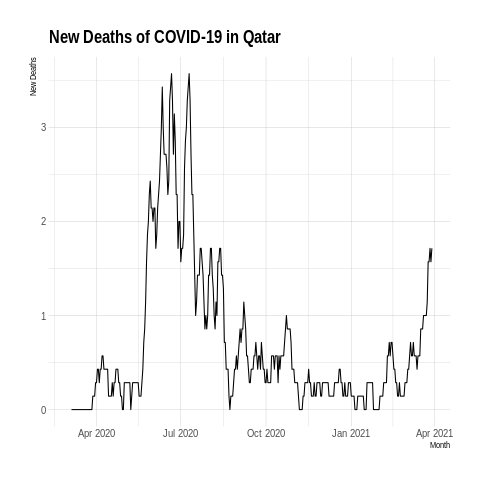 New Deaths of COVID-19 in Qatar
New Deaths
3
2
1
0
Apr 2020 Jul 2020 Oct 2020 Jan 2021 Apr 2021
Month